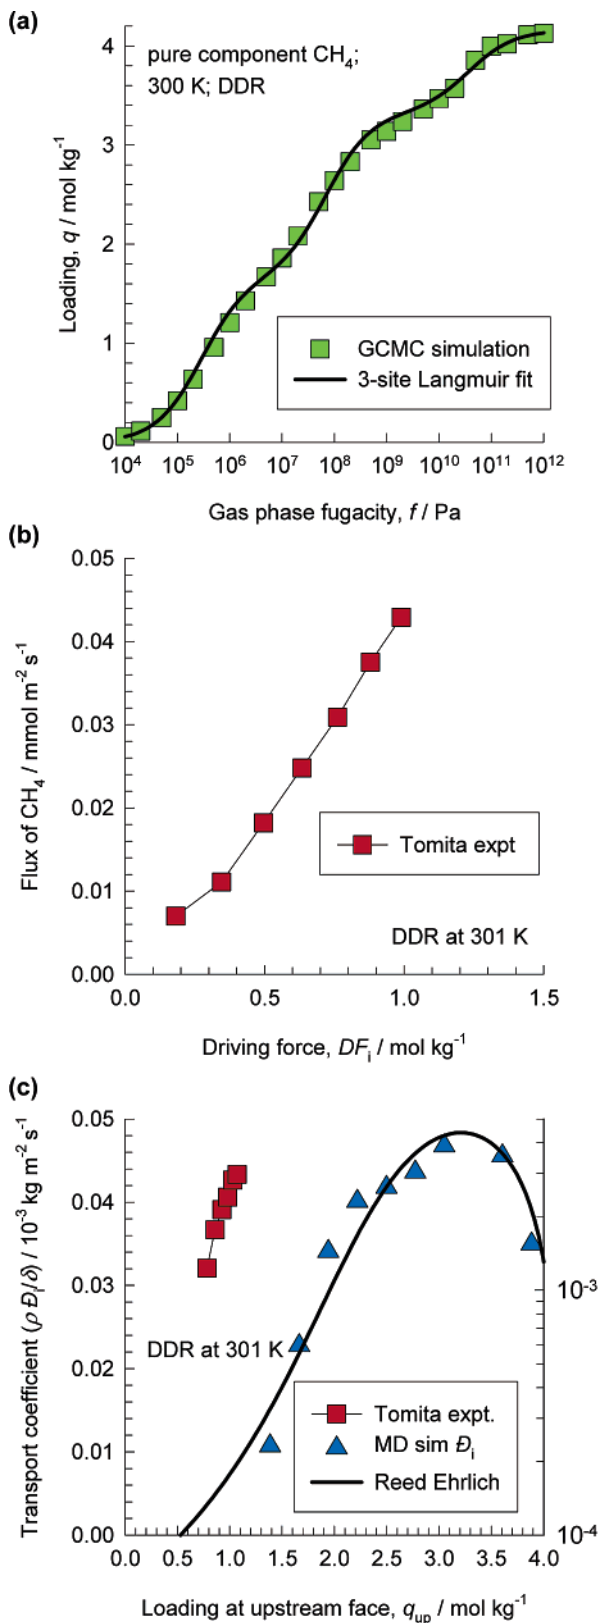 (a)
pure component CH4;
300 K; DDR
Loading, q / mol kg-1
4
3
2
1
0
GCMC simulation
3-site Langmuir fit
10^4 10^5 10^6 10^7 10^8 10^9 10^10 10^11 10^12
Gas phase fugacity, f / Pa
(b)
Flux of CH4 / mmol m-2 s-1
0.05
0.04
0.03
0.02
0.01
0.00
Tomita expt
DDR at 301 K
0.0 0.5 1.0 1.5
Driving force, DFi / mol kg-1
(c)
Transport coefficient (ρ Đi/δ) / 10-3 kg m-2 s-1
0.05
0.04
0.03
0.02
0.01
0.00
10-3
10-4
DDR at 301 K
Tomita expt.
MD sim Đi
Reed Ehrlich
0.0 0.5 1.0 1.5 2.0 2.5 3.0 3.5 4.0
Loading at upstream face, qup / mol kg-1